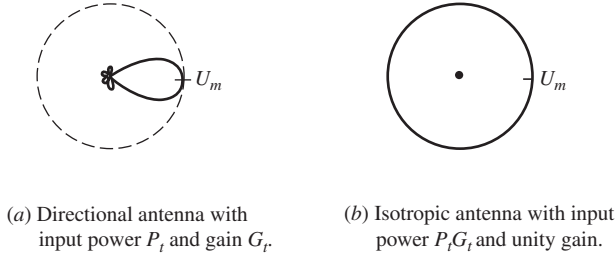 U_m
U_m
(a) Directional antenna with
input power P_t and gain G_t.
(b) Isotropic antenna with input
power P_tG_t and unity gain.